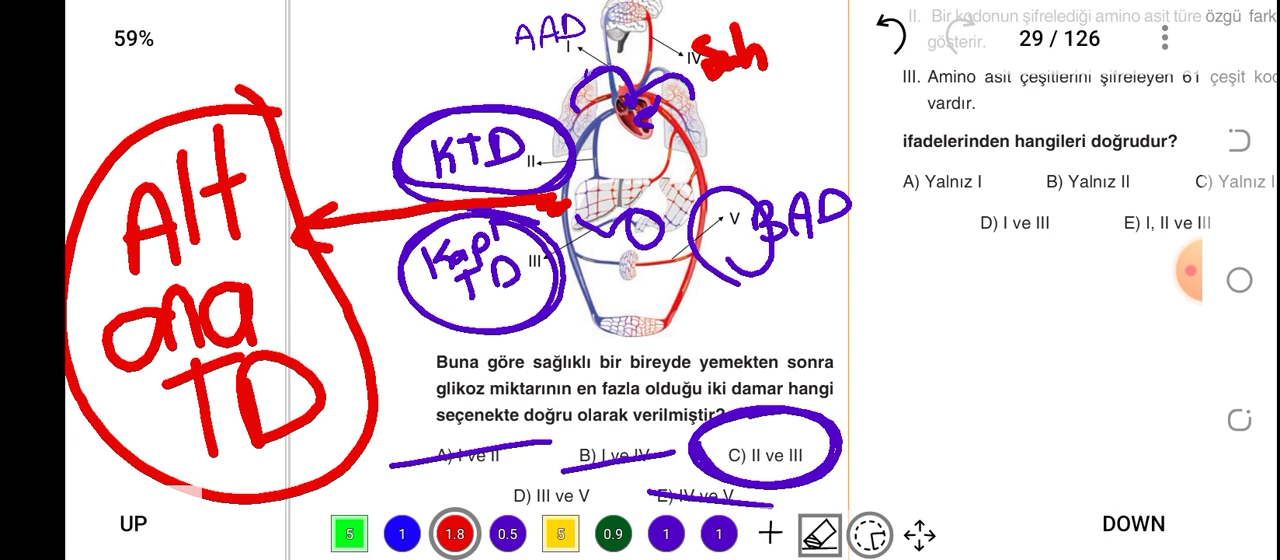 59%
AAD
I
IV
KTD
II
Alt
ana
TD
Kapı
TD
III
V
BAD
Buna göre sağlıklı bir bireyde yemekten sonra
glikoz miktarının en fazla olduğu iki damar hangi
seçenekte doğru olarak verilmiştir?
A) I ve II
B) I ve IV
C) II ve III
D) III ve V
E) IV ve V
UP
5
1
1.8
0.5
5
0.9
1
1
II. Bir kodonun şifrelediği amino asit türe özgü fark
gösterir.
29 / 126
III. Amino asit çeşitlerini şifreleyen 61 çeşit
vardır.
ifadelerinden hangileri doğrudur?
A) Yalnız I
B) Yalnız II
C) Yalnız
D) I ve III
E) I, II ve III
DOWN